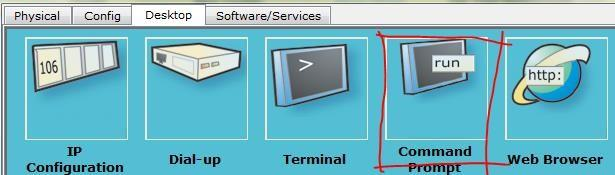 Physical Config Desktop Software/Services
106 > run http:
IP Configuration Dial-up Terminal Command Prompt Web Browser